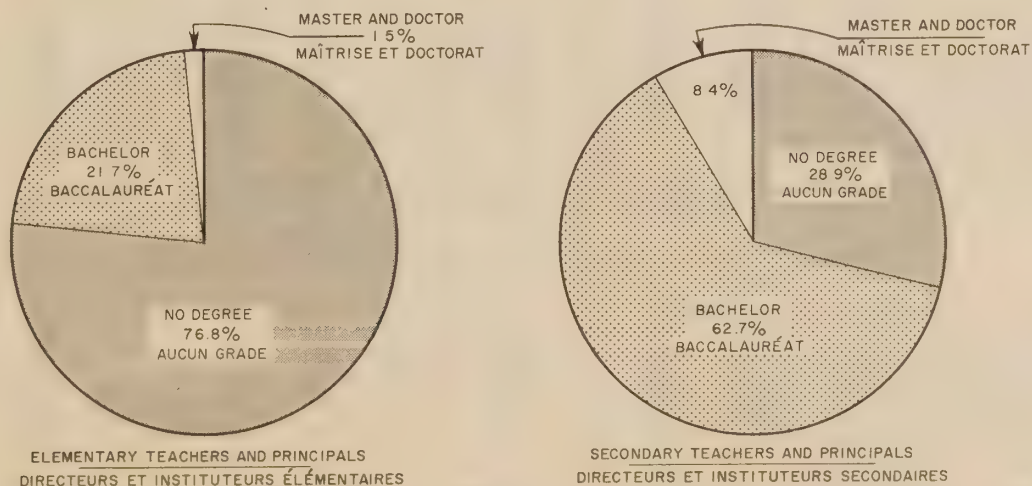 MASTER AND DOCTOR
1 5%
MAÎTRISE ET DOCTORAT
BACHELOR
21 7%
BACCALAURÉAT
NO DEGREE
76.8%
AUCUN GRADE
ELEMENTARY TEACHERS AND PRINCIPALS
DIRECTEURS ET INSTITUTEURS ÉLÉMENTAIRES
MASTER AND DOCTOR
MAÎTRISE ET DOCTORAT
8 4%
NO DEGREE
28 9%
AUCUN GRADE
BACHELOR
62.7%
BACCALAURÉAT
SECONDARY TEACHERS AND PRINCIPALS
DIRECTEURS ET INSTITUTEURS SECONDAIRES